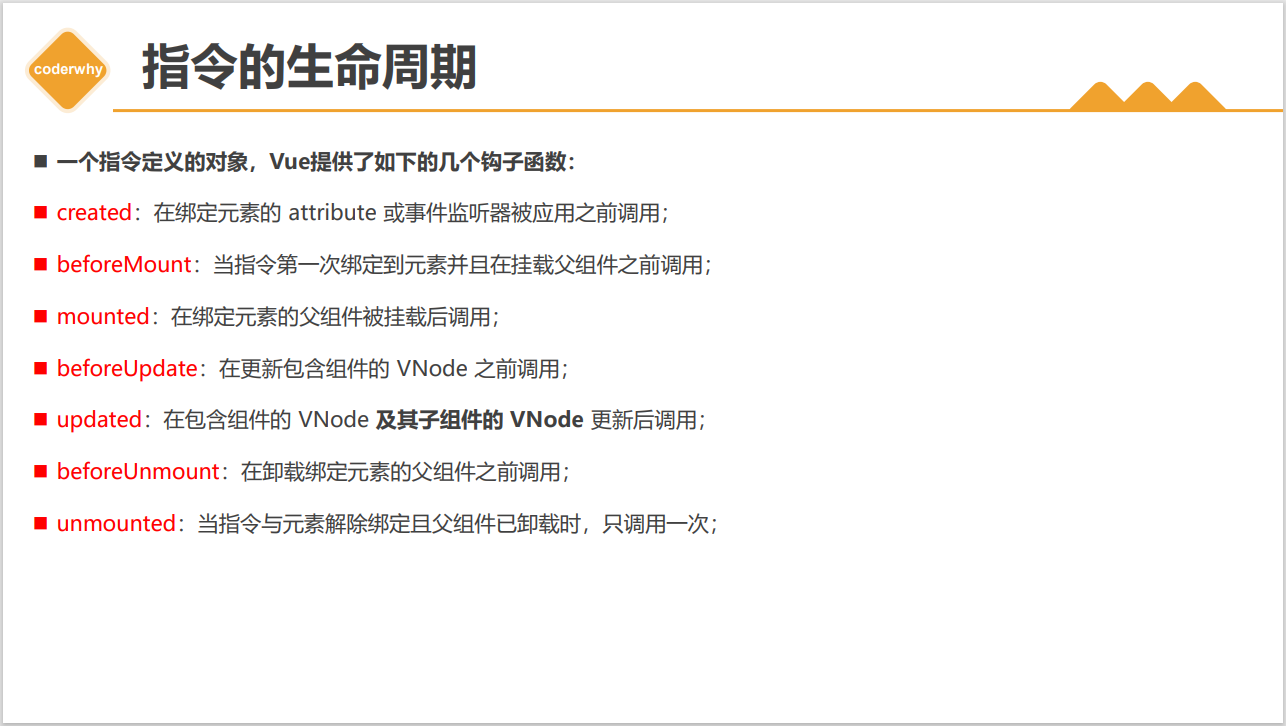 coderwhy
指令的生命周期
一个指令定义的对象，Vue提供了如下的几个钩子函数：
created：在绑定元素的 attribute 或事件监听器被应用之前调用；
beforeMount：当指令第一次绑定到元素并且在挂载父组件之前调用；
mounted：在绑定元素的父组件被挂载后调用；
beforeUpdate：在更新包含组件的 VNode 之前调用；
updated：在包含组件的 VNode 及其子组件的 VNode 更新后调用；
beforeUnmount：在卸载绑定元素的父组件之前调用；
unmounted：当指令与元素解除绑定且父组件已卸载时，只调用一次；